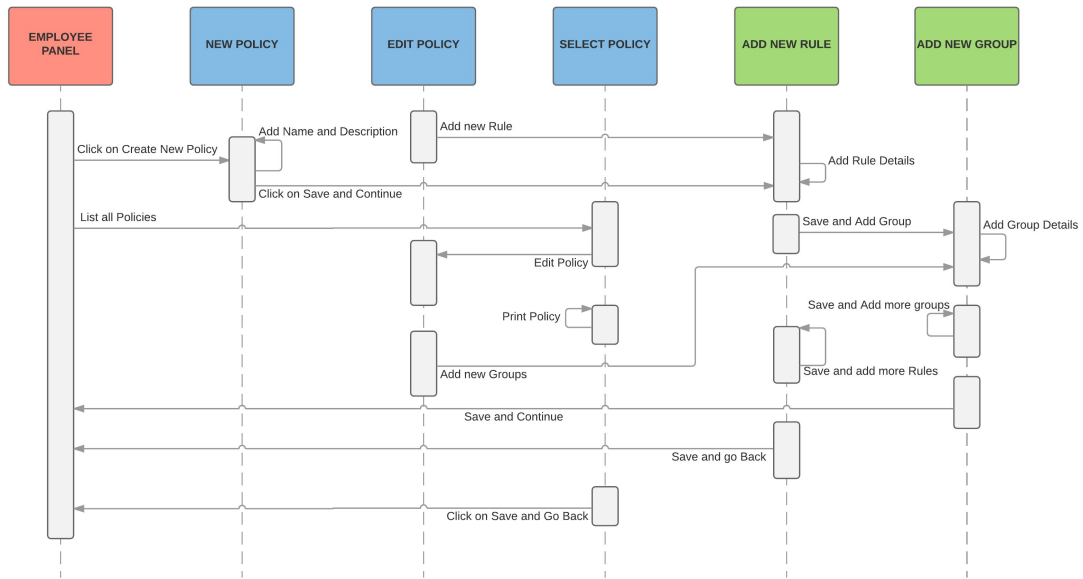 EMPLOYEE
PANEL
NEW POLICY
EDIT POLICY
SELECT POLICY
ADD NEW RULE
ADD NEW GROUP
Add Name and Description
Add new Rule
Click on Create New Policy
Add Rule Details
Click on Save and Continue
List all Policies
Save and Add Group
Add Group Details
Edit Policy
Save and Add more groups
Print Policy
Add new Groups
Save and add more Rules
Save and Continue
Save and go Back
Click on Save and Go Back